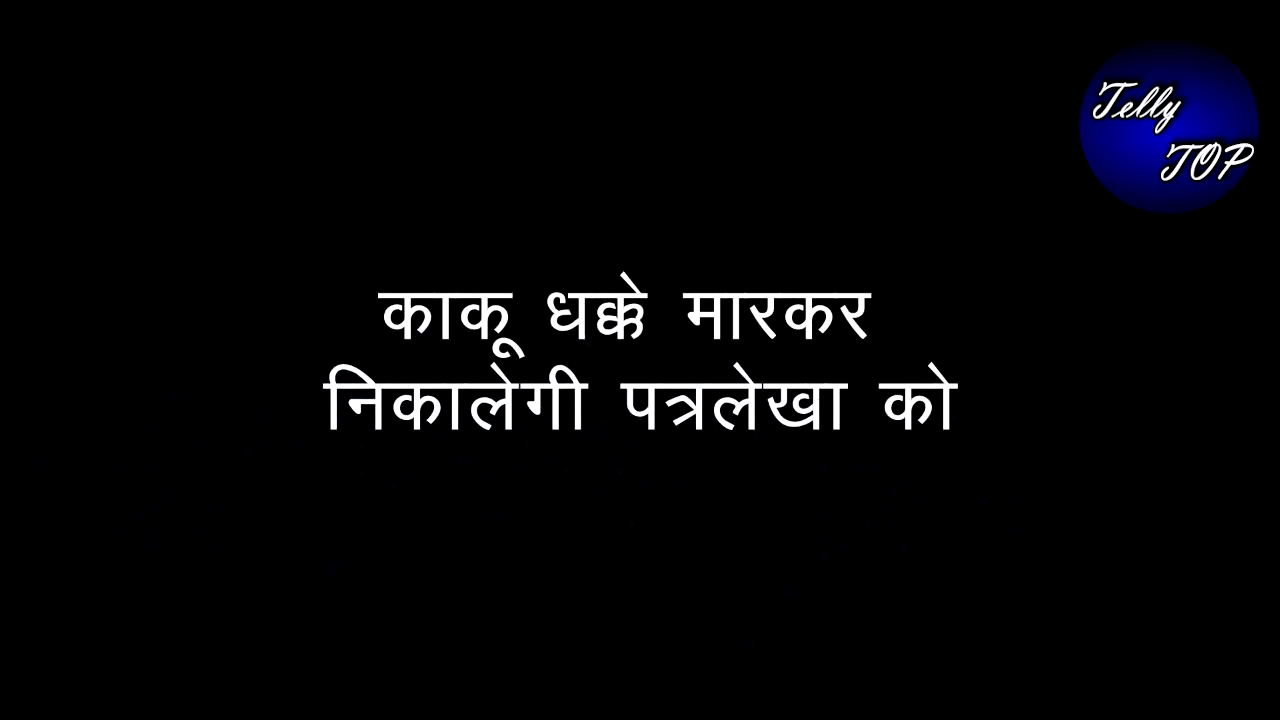 Telly
TOP
काकू धक्के मारकर
निकालेगी पत्रलेखा को